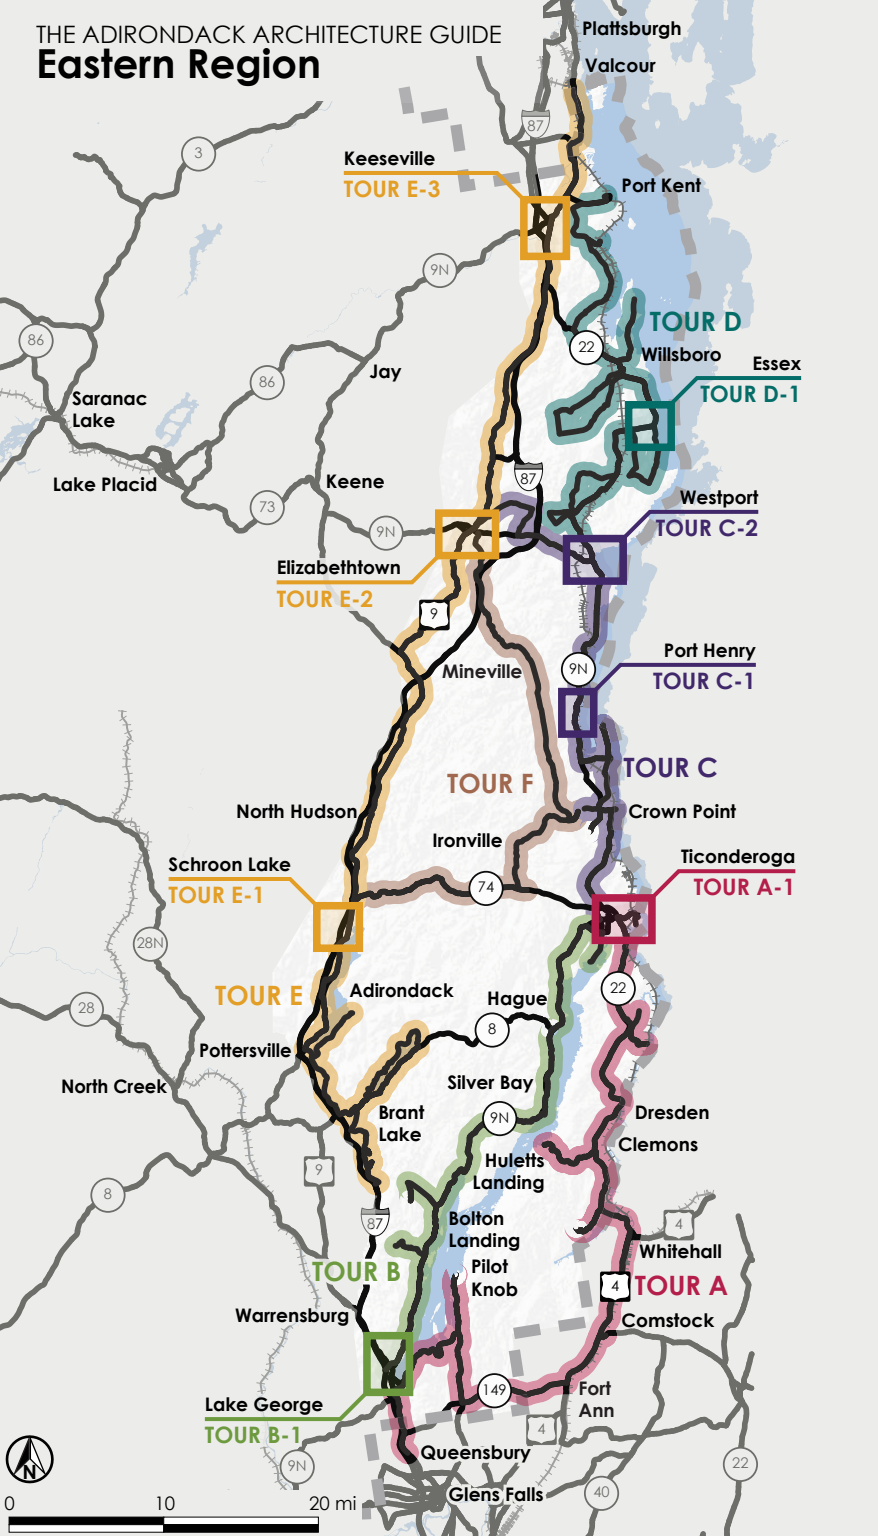 THE ADIRONDACK ARCHITECTURE GUIDE
Eastern Region
Plattsburgh
Valcour
87
3
Keeseville
TOUR E-3
Port Kent
9N
TOUR D
86
22
Willsboro
Essex
TOUR D-1
Jay
86
Saranac
Lake
87
Lake Placid
Keene
73
9N
Westport
TOUR C-2
Elizabethtown
TOUR E-2
9
Port Henry
TOUR C-1
9N
Mineville
TOUR C
TOUR F
North Hudson
Crown Point
Ironville
Schroon Lake
TOUR E-1
74
Ticonderoga
TOUR A-1
28N
22
TOUR E
Adirondack
Hague
28
8
Pottersville
North Creek
Silver Bay
Brant
Lake
9N
Dresden
Clemons
Huletts
Landing
9
8
87
Bolton
Landing
4
Whitehall
TOUR B
Pilot
Knob
4
TOUR A
Warrensburg
Comstock
149
Fort
Ann
Lake George
TOUR B-1
4
Queensbury
9N
22
Glens Falls
40
N
0 10 20 mi